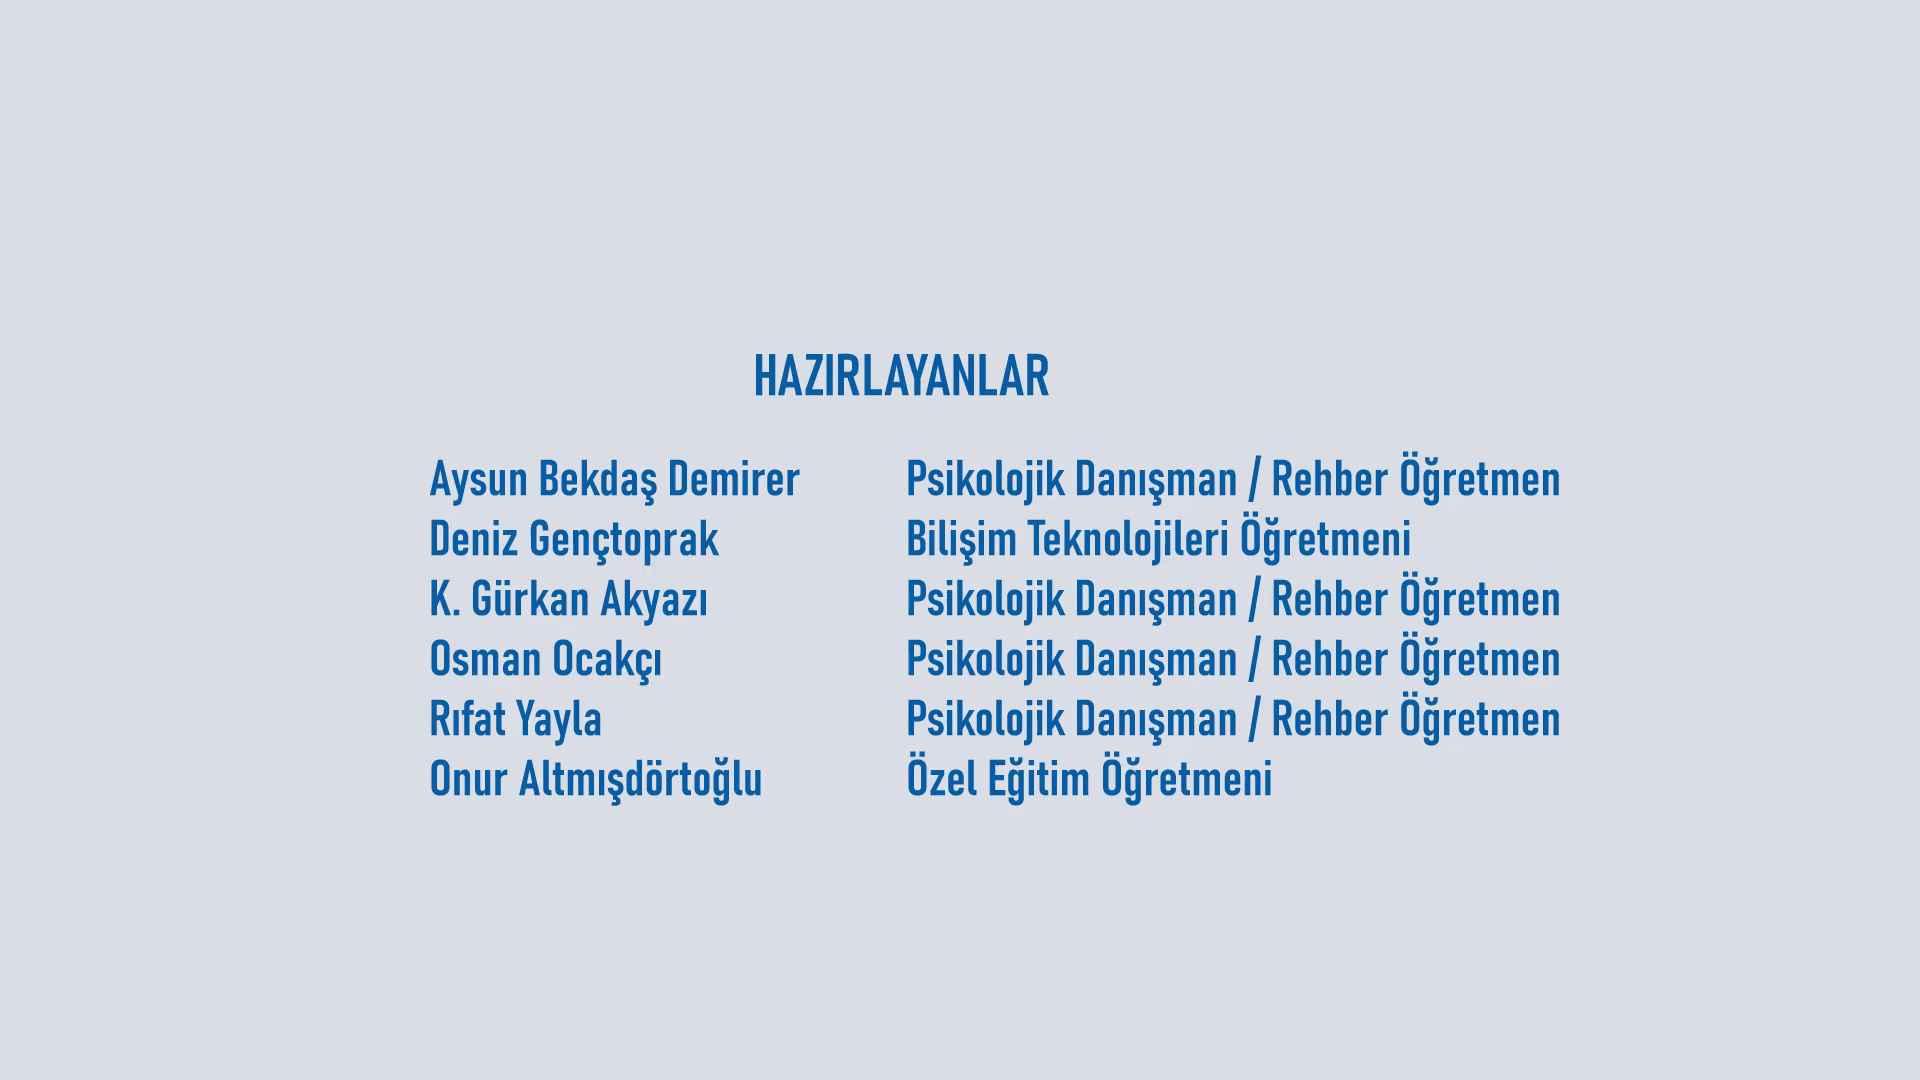 HAZIRLAYANLAR
Aysun Bekdaş Demirer Psikolojik Danışman / Rehber Öğretmen
Deniz Gençtoprak Bilişim Teknolojileri Öğretmeni
K. Gürkan Akyazı Psikolojik Danışman / Rehber Öğretmen
Osman Ocakçı Psikolojik Danışman / Rehber Öğretmen
Rıfat Yayla Psikolojik Danışman / Rehber Öğretmen
Onur Altmışdörtoğlu Özel Eğitim Öğretmeni